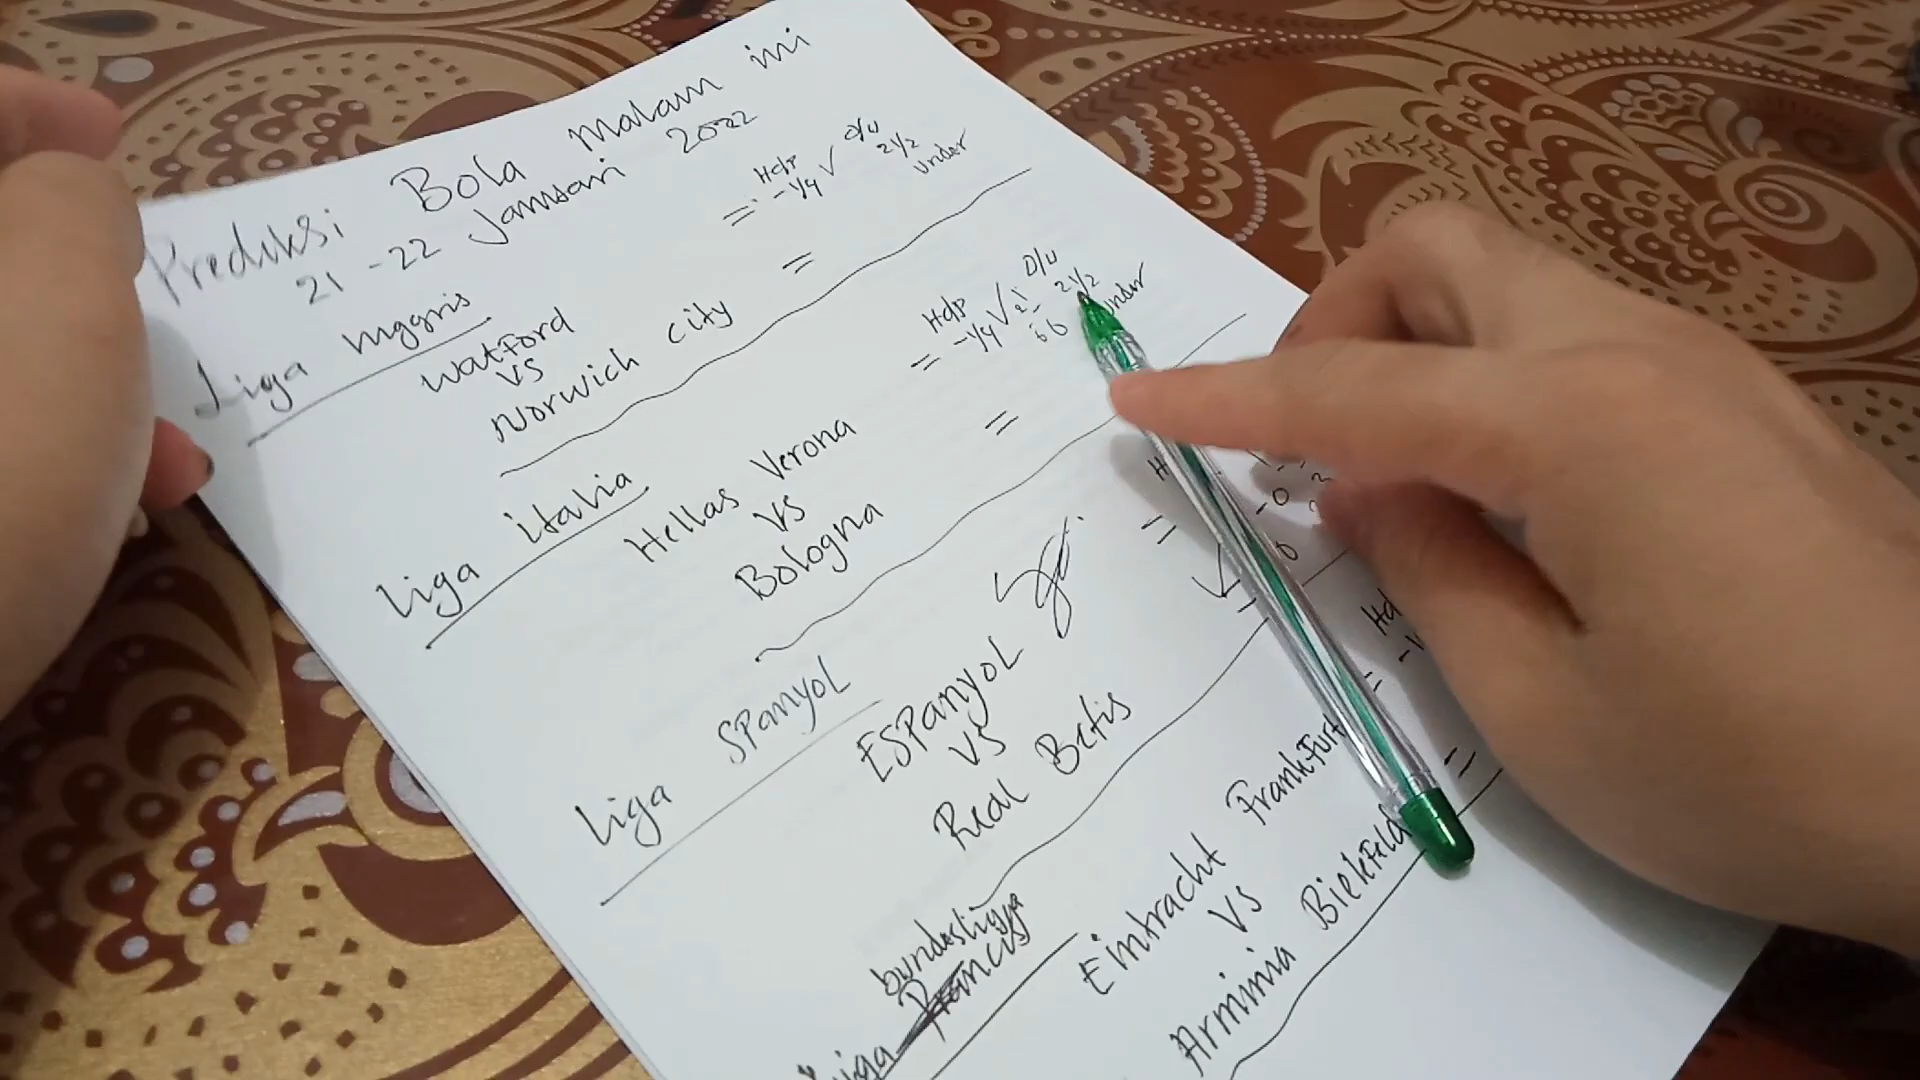 Prediksi Bola Malam ini
21 - 22 Januari 2022
Liga inggris
Watford
VS
Norwich city
= Hdp -1/4 √ O/U 2 1/2 Under
=
Liga italia
Hellas Verona
VS
Bologna
= Hdp -1/4 √ O/U 2 1/2 Under
=
Liga SPanyoL
ESPanyoL
VS
Real Betis
=
=
bundesliga
Liga
Eintracht FrankFurt
VS
Arminia BieleFeld
=
=